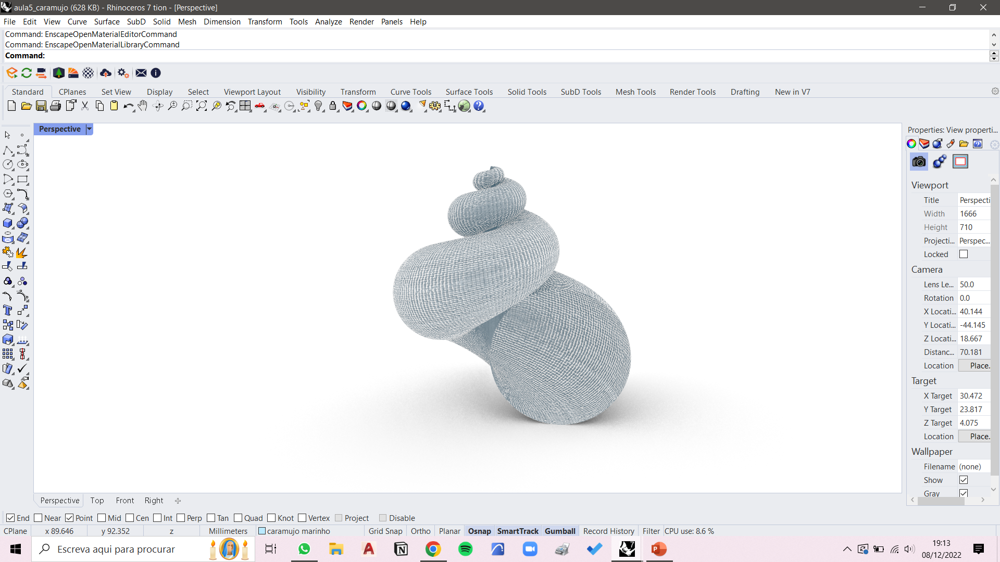 aula5_caramujo (628 KB) - Rhinoceros 7 tion - [Perspective]
File Edit View Curve Surface SubD Solid Mesh Dimension Transform Tools Analyze Render Panels Help
Command: EnscapeOpenMaterialEditorCommand
Command: EnscapeOpenMaterialLibraryCommand
Command:
Standard CPlanes Set View Display Select Viewport Layout Visibility Transform Curve Tools Surface Tools Solid Tools SubD Tools Mesh Tools Render Tools Drafting New in V7
Perspective
Properties: View properti...
Viewport
Title Perspecti
Width 1666
Height 710
Projecti... Perspec...
Locked
Camera
Lens Le... 50.0
Rotation 0.0
X Locati... 40.144
Y Locati... -44.145
Z Locati... 18.667
Distanc... 70.181
Location Place.
Target
X Target 30.472
Y Target 23.817
Z Target 4.075
Location Place.
Wallpaper
Filename (none)
Show
Gray
Perspective Top Front Right
End Near Point Mid Cen Int Perp Tan Quad Knot Vertex Project Disable
CPlane x 89.646 y 92.352 z Millimeters caramujo marinho Grid Snap Ortho Planar Osnap SmartTrack Gumball Record History Filter CPU use: 8.6 %
Escreva aqui para procurar
19:13
08/12/2022